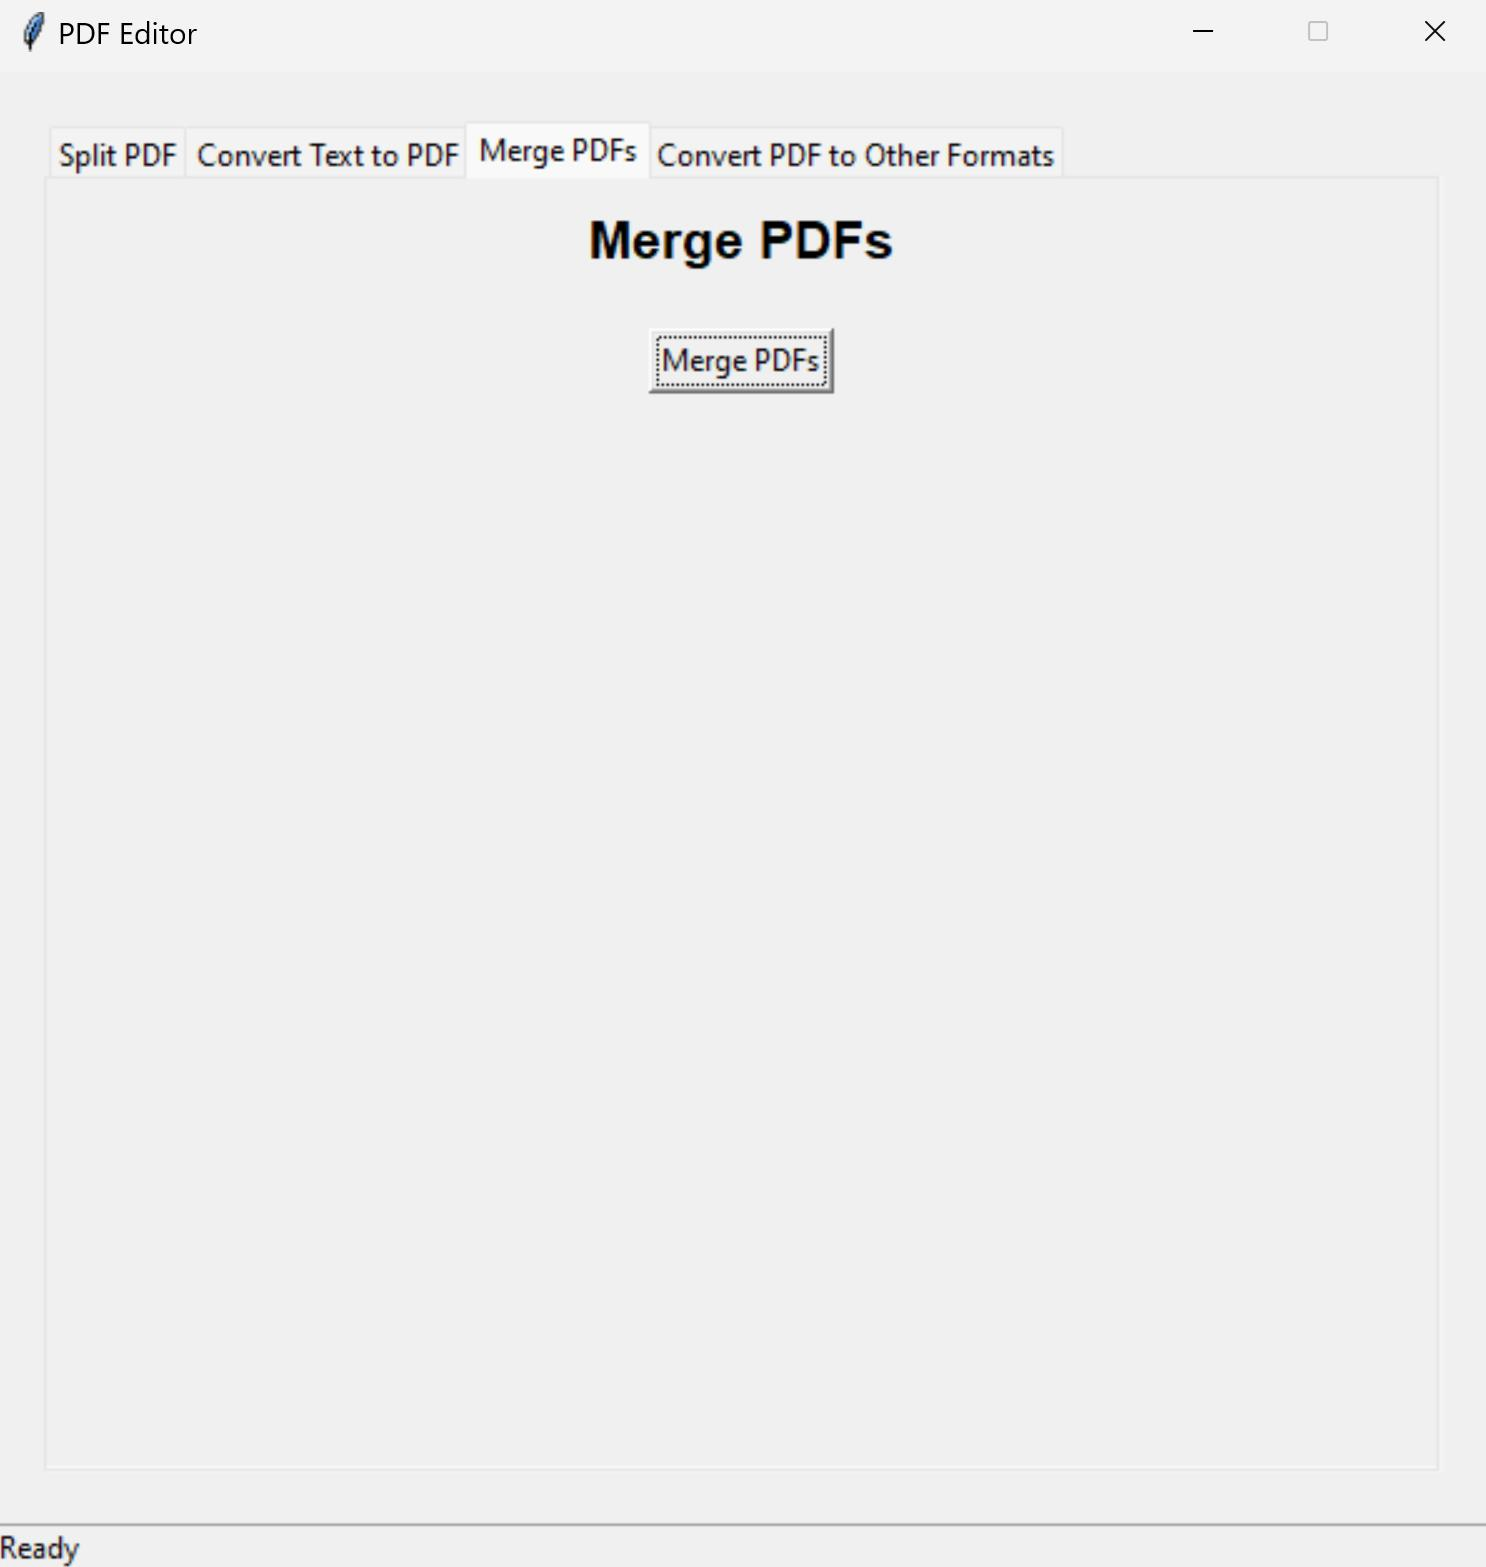 PDF Editor
Split PDF Convert Text to PDF Merge PDFs Convert PDF to Other Formats
Merge PDFs
Merge PDFs
Ready